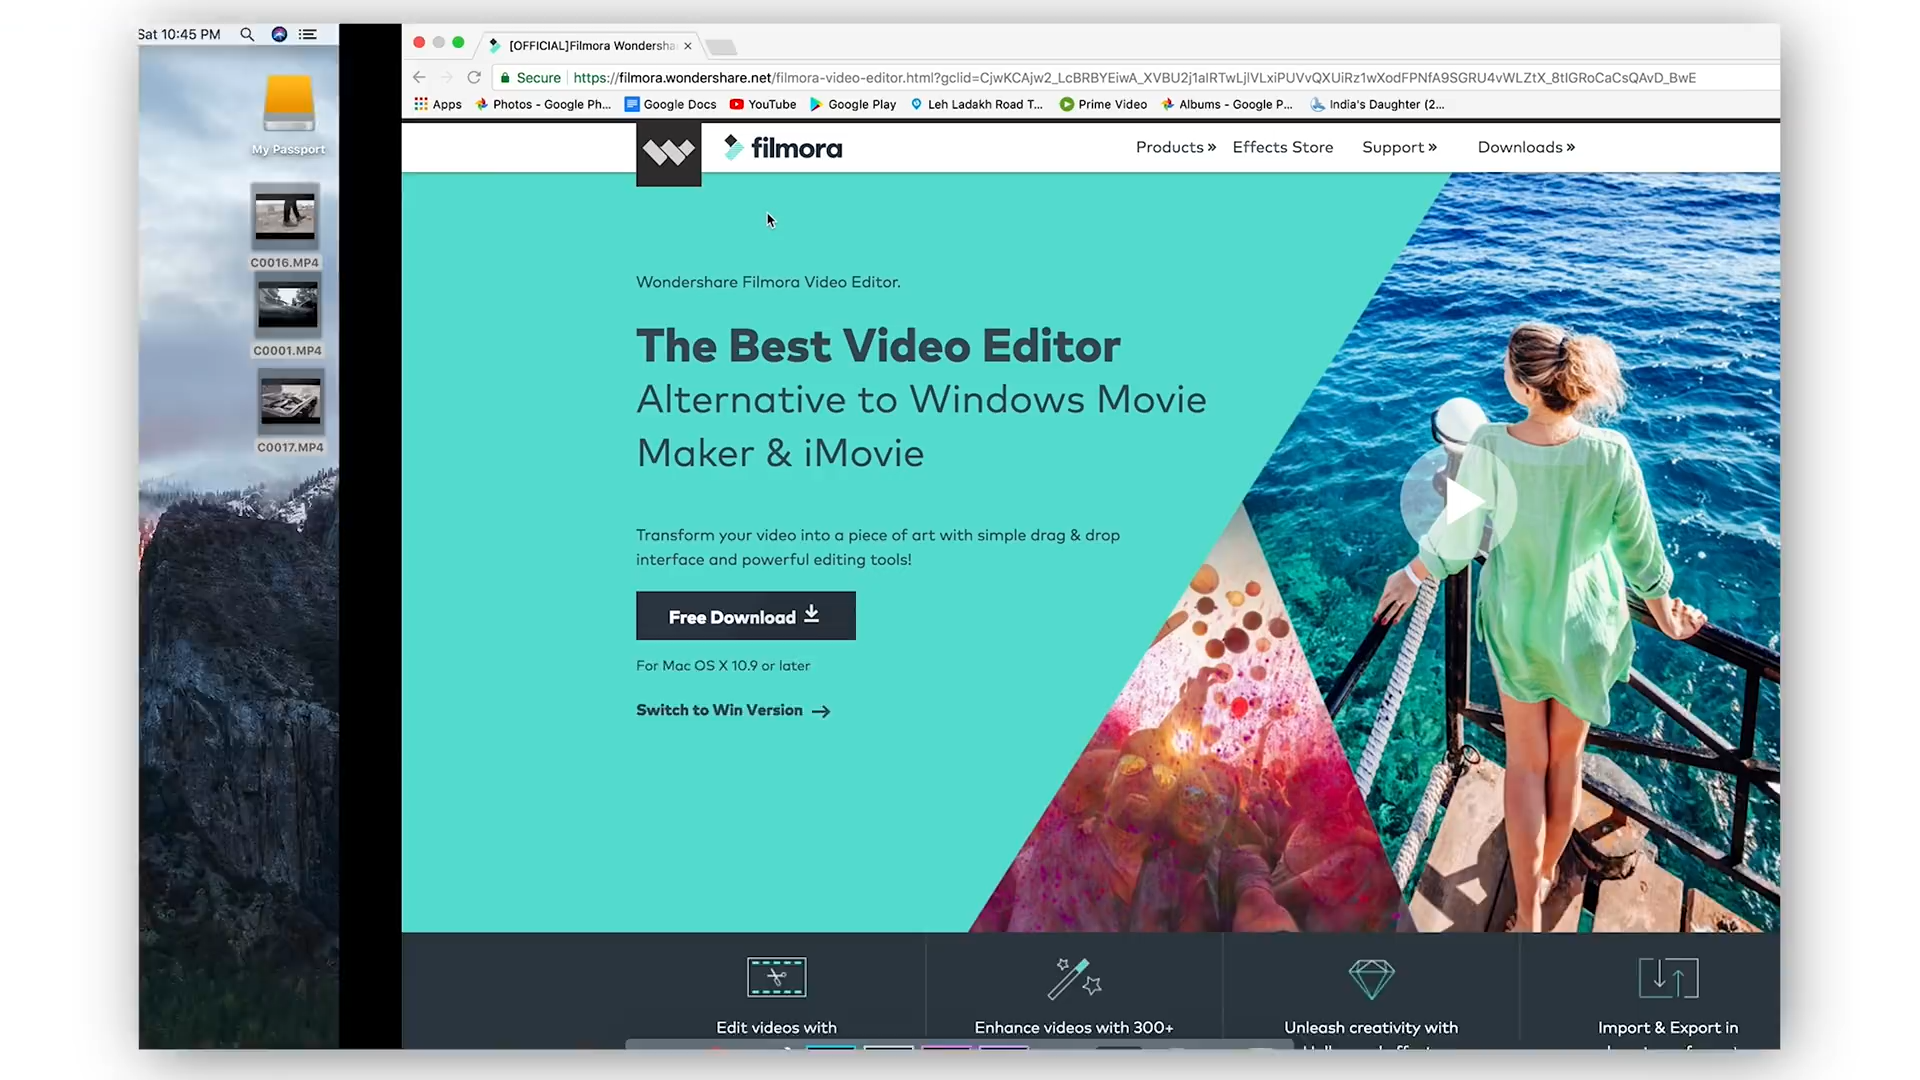 Sat 10:45 PM
My Passport
C0016.MP4
C0001.MP4
C0017.MP4
[OFFICIAL]Filmora Wondersha
Secure
https://filmora.wondershare.net/filmora-video-editor.html?gclid=CjwKCAjw2_LcBRBYEiwA_XVBU2j1aIRTwLjlVLxiPUVvQXUiRz1wXodFPNfA9SGRU4vWLZtX_8tIGRoCaCsQAvD_BwE
Apps
Photos - Google Ph...
Google Docs
YouTube
Google Play
Leh Ladakh Road T...
Prime Video
Albums - Google P...
India's Daughter (2...
filmora
Products »
Effects Store
Support »
Downloads »
Wondershare Filmora Video Editor.
The Best Video Editor
Alternative to Windows Movie
Maker & iMovie
Transform your video into a piece of art with simple drag & drop
interface and powerful editing tools!
Free Download
For Mac OS X 10.9 or later
Switch to Win Version →
Edit videos with
Enhance videos with 300+
Unleash creativity with
Import & Export in